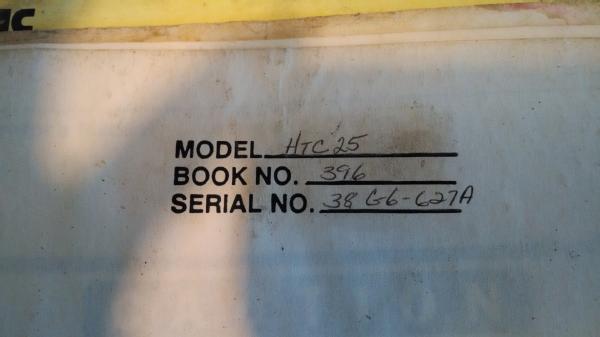 MODEL HTC 25
BOOK NO. 396
SERIAL NO. 38 G6-627A